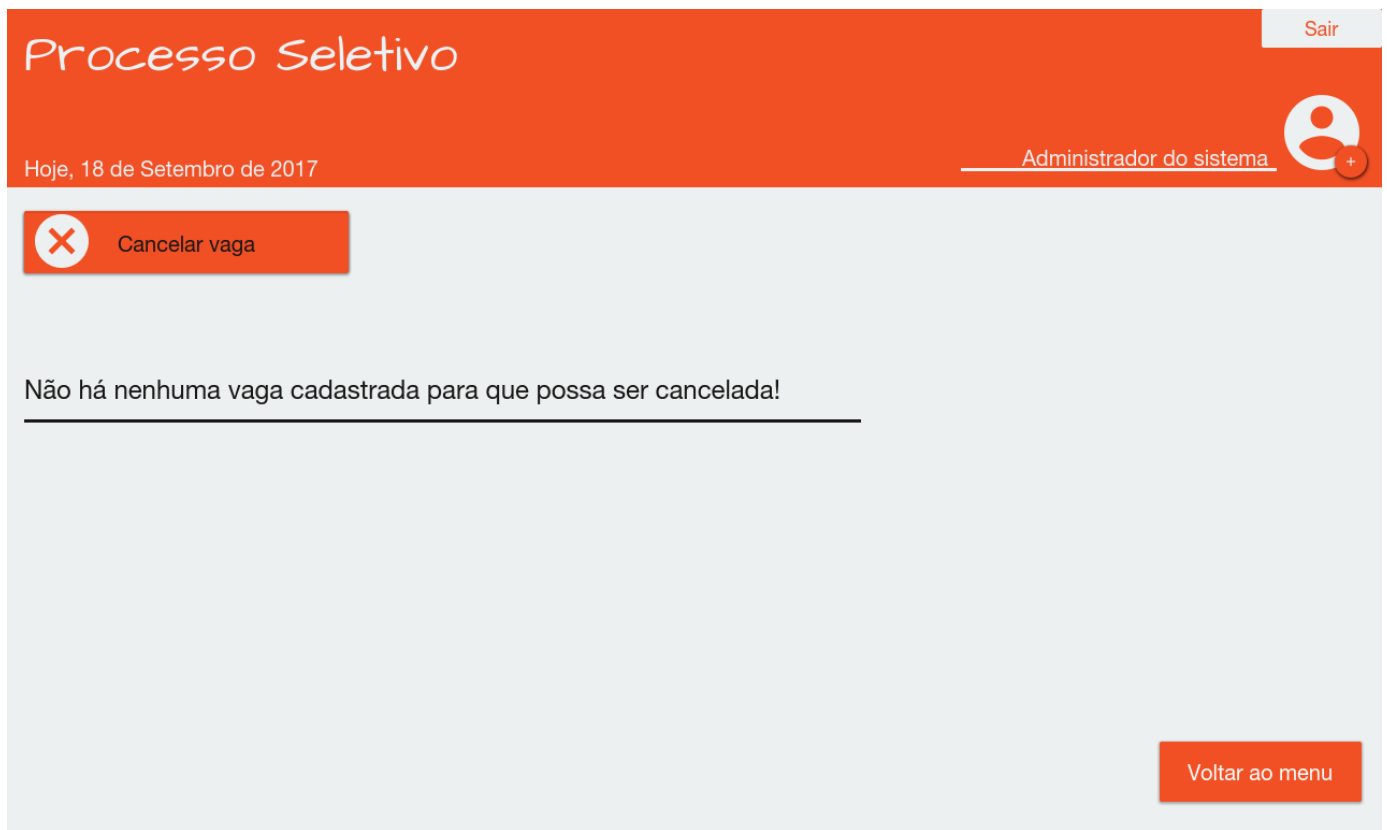 Sair
Processo Seletivo
Administrador do sistema
+
Hoje, 18 de Setembro de 2017
Cancelar vaga
Não há nenhuma vaga cadastrada para que possa ser cancelada!
Voltar ao menu